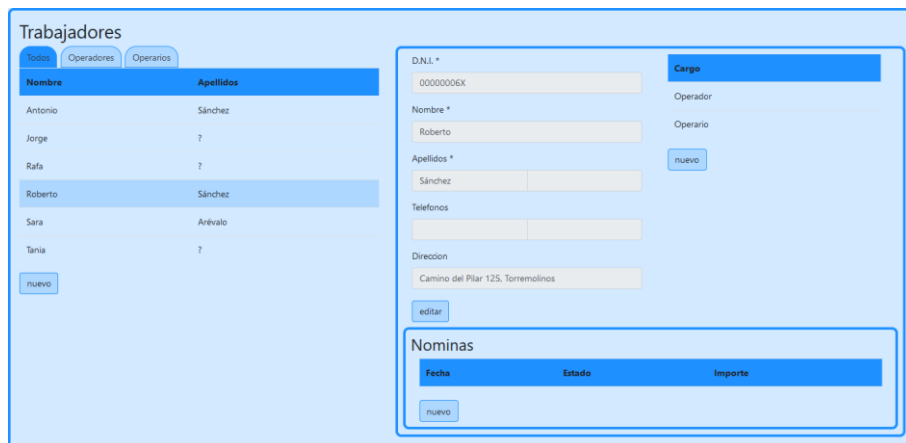 Trabajadores
Todos Operadores Operarios
Nombre Apellidos
Antonio Sánchez
Jorge ?
Rafa ?
Roberto Sánchez
Sara Arévalo
Tania ?
nuevo
D.N.I. *
00000006X
Nombre *
Roberto
Apellidos *
Sánchez
Telefonos
Direccion
Camino del Pilar 125, Torremolinos
editar
Cargo
Operador
Operario
nuevo
Nominas
Fecha Estado Importe
nuevo